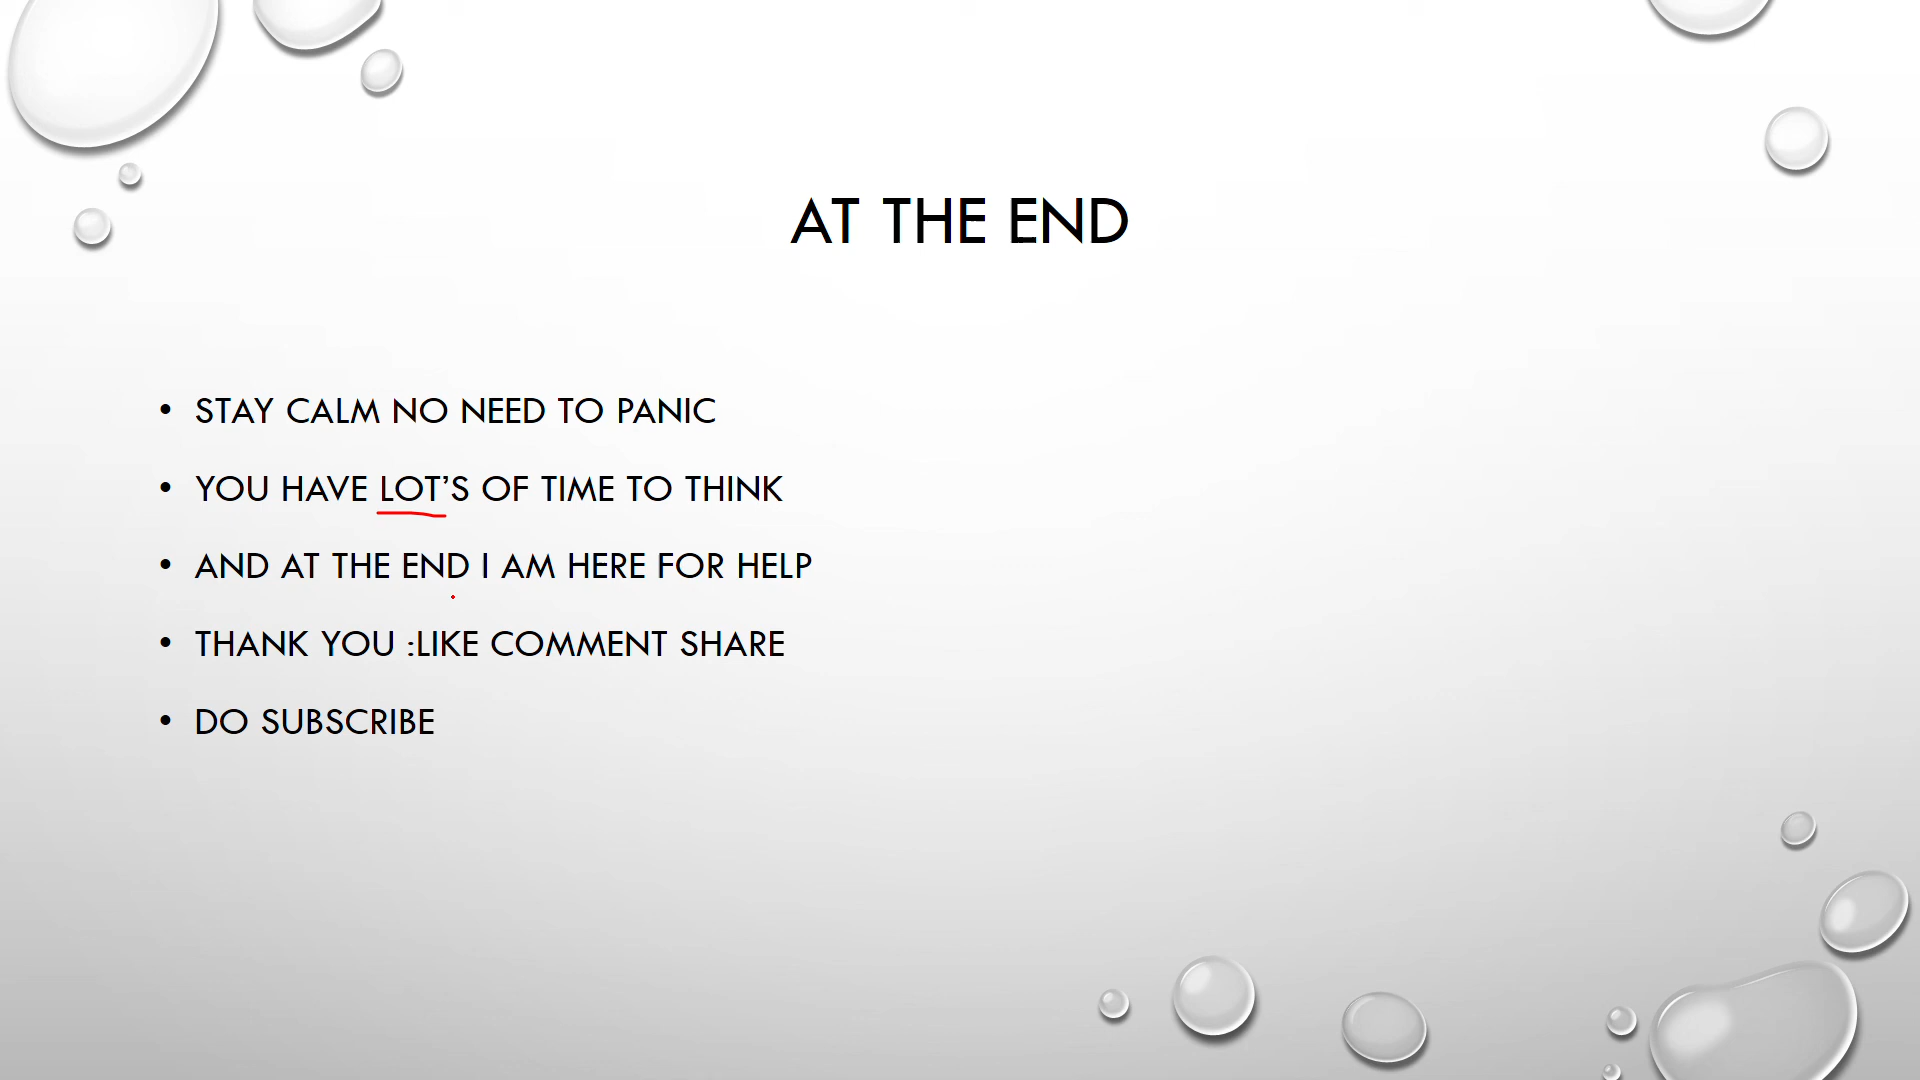 AT THE END
• STAY CALM NO NEED TO PANIC
• YOU HAVE LOT’S OF TIME TO THINK
• AND AT THE END I AM HERE FOR HELP
• THANK YOU :LIKE COMMENT SHARE
• DO SUBSCRIBE